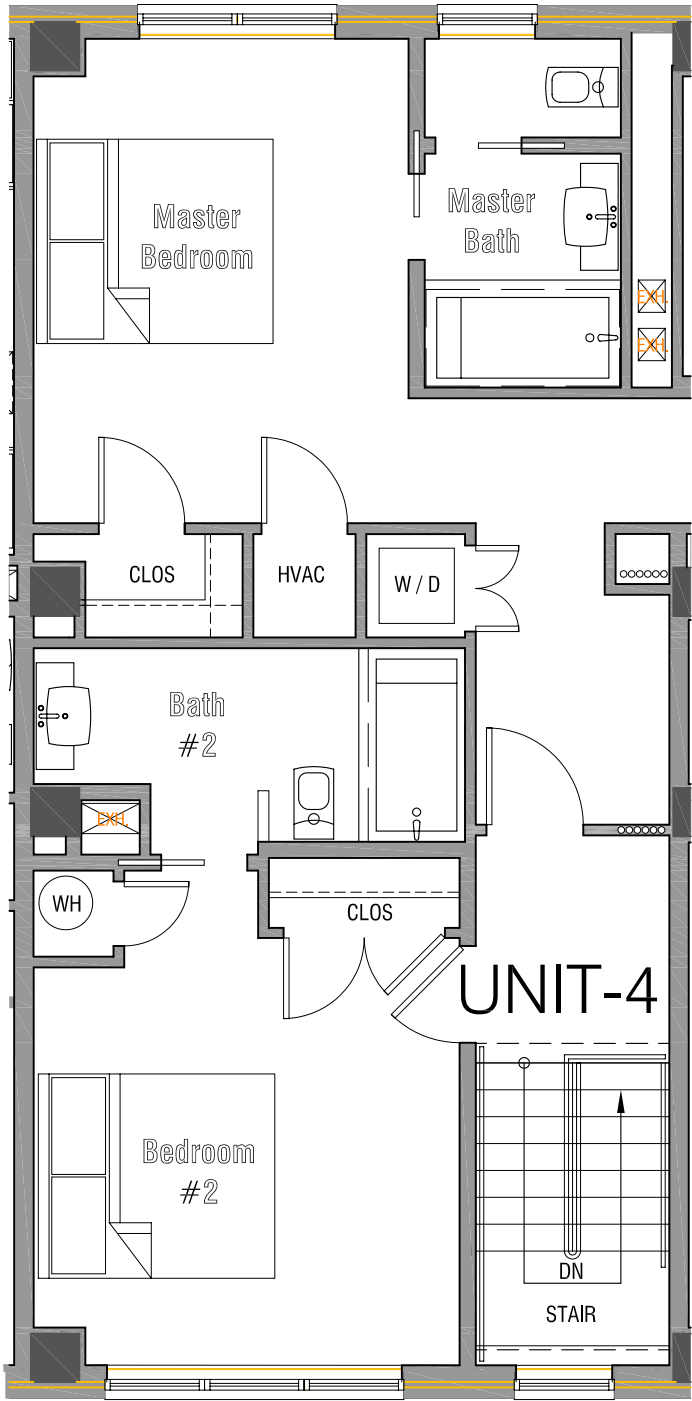 Master
Bedroom
Master
Bath
EXH.
EXH.
CLOS
HVAC
W / D
Bath
#2
EXH.
WH
CLOS
UNIT-4
Bedroom
#2
DN
STAIR